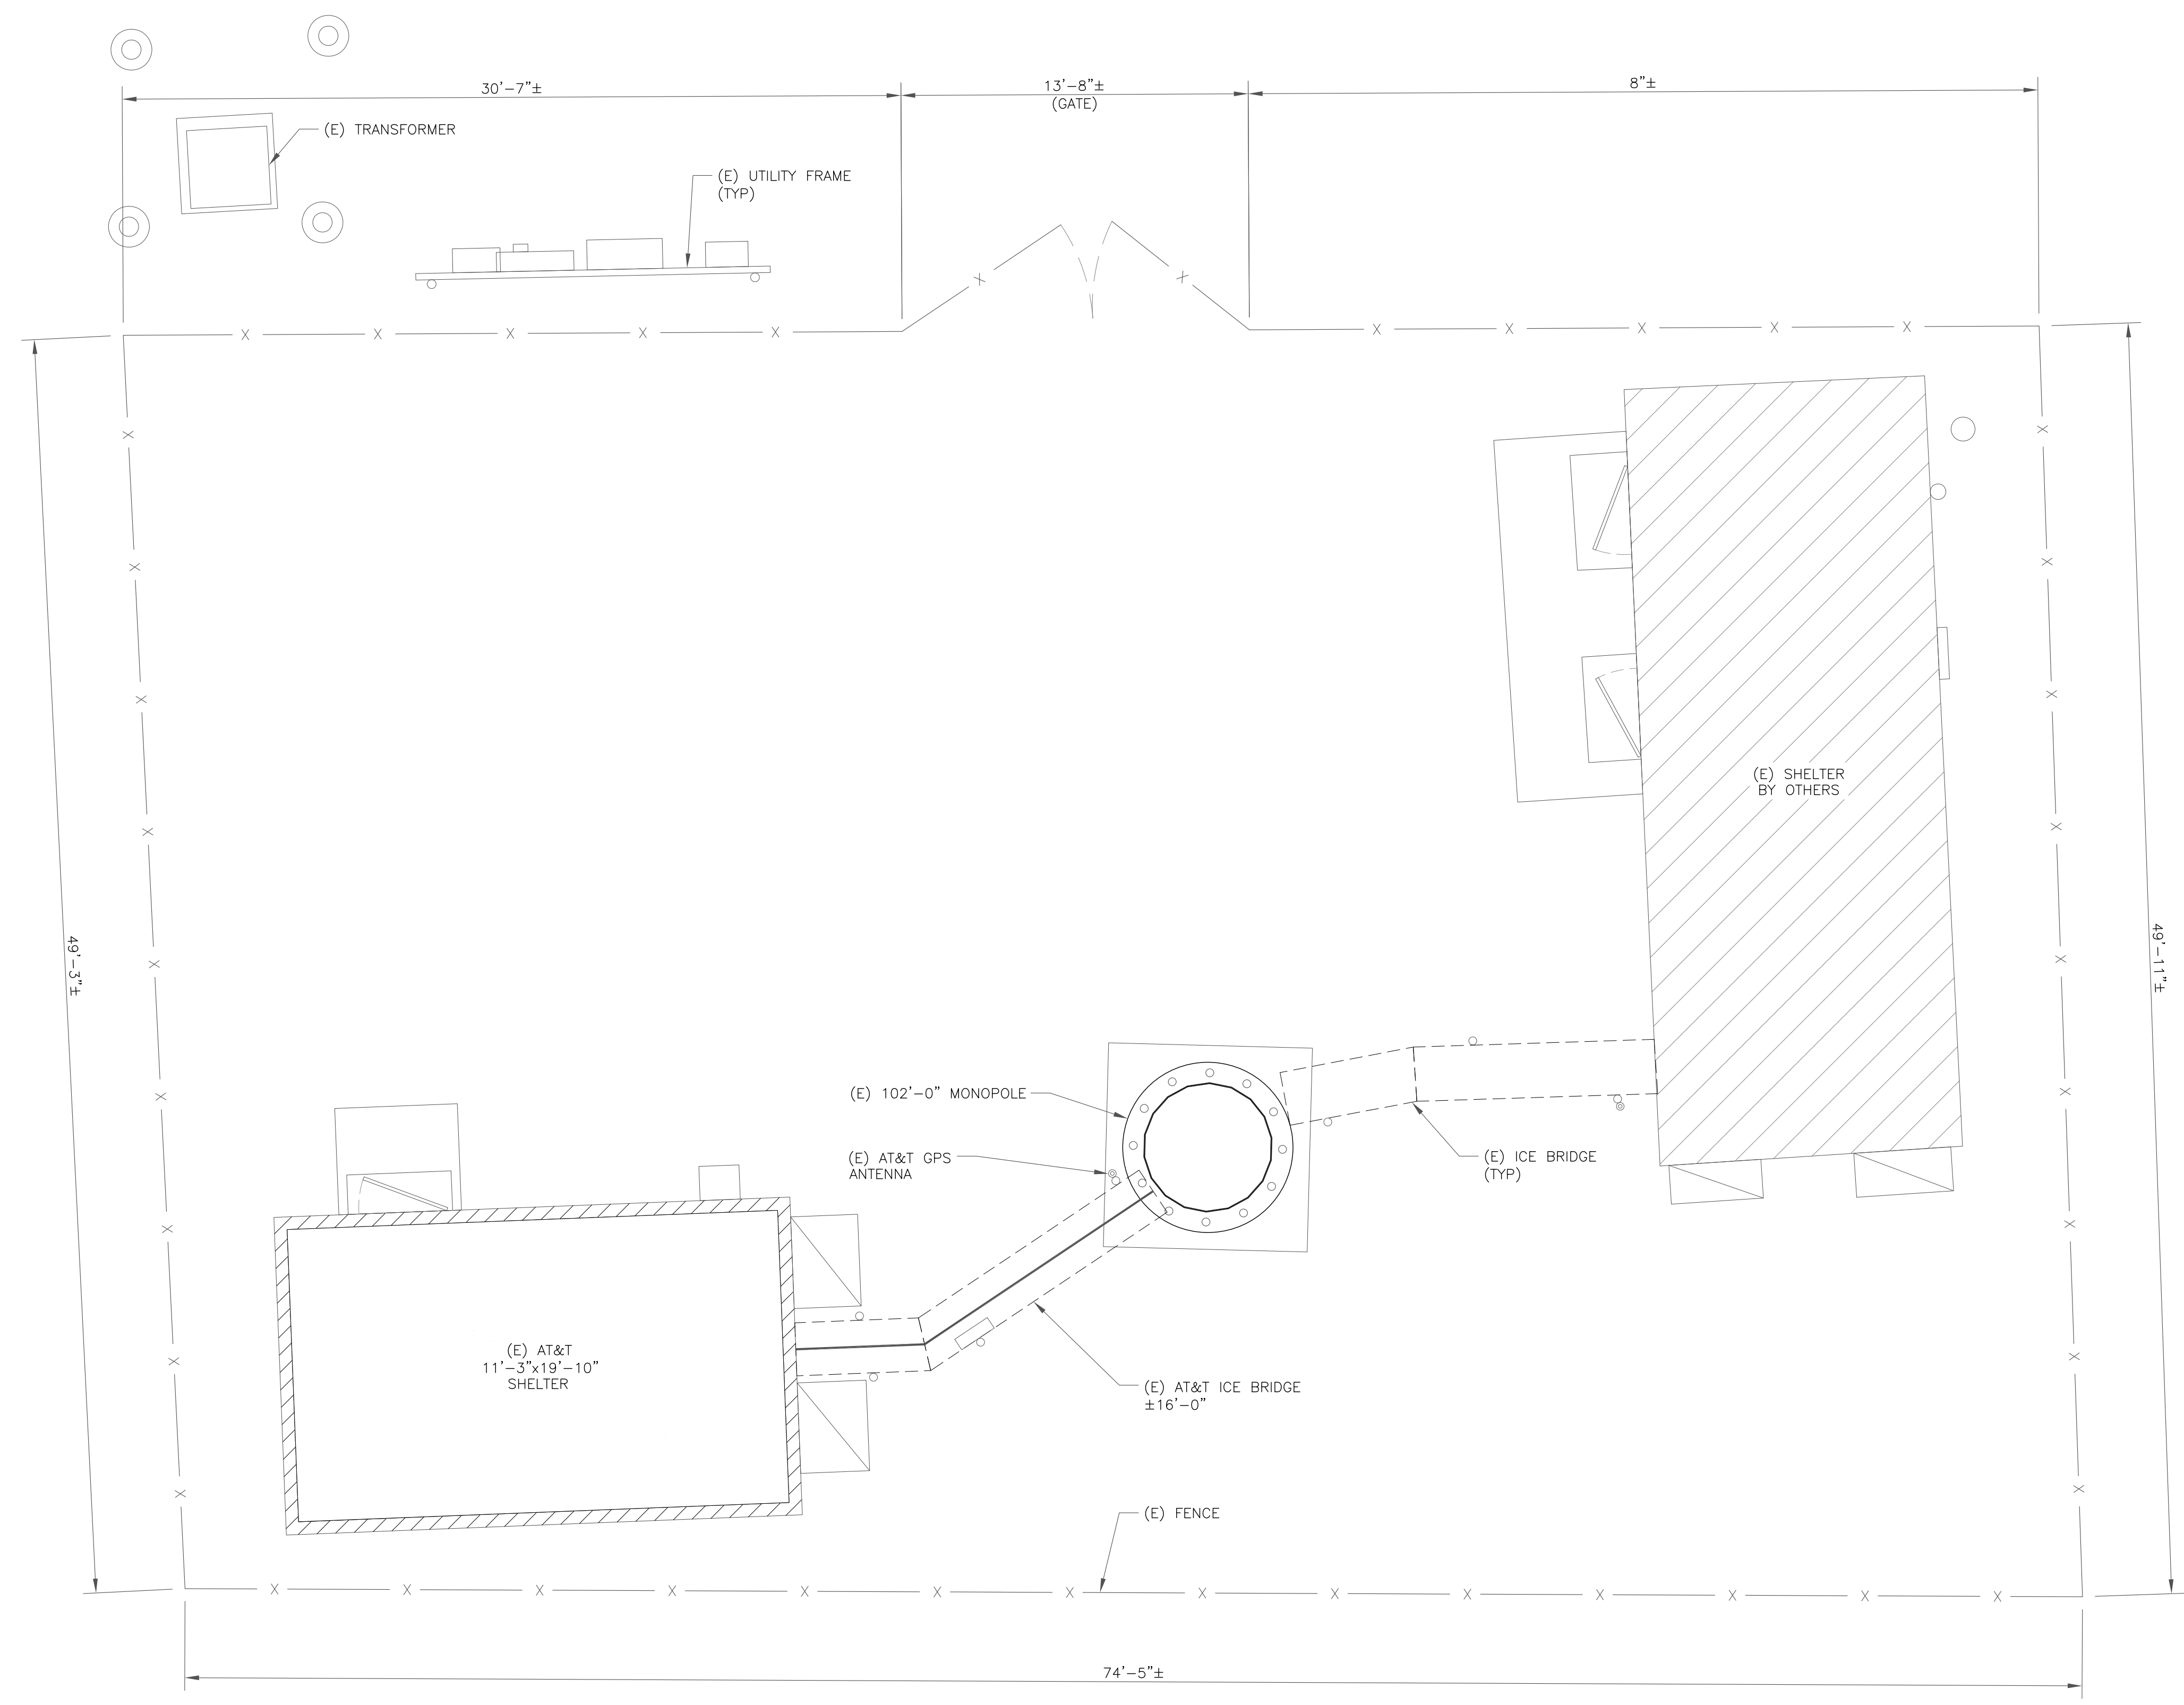 30'-7"±
13'-8"±
(GATE)
8"±
(E) TRANSFORMER
(E) UTILITY FRAME
(TYP)
49'-3"±
49'-11"±
(E) SHELTER
BY OTHERS
(E) 102'-0" MONOPOLE
(E) AT&T GPS
ANTENNA
(E) ICE BRIDGE
(TYP)
(E) AT&T
11'-3"x19'-10"
SHELTER
(E) AT&T ICE BRIDGE
±16'-0"
(E) FENCE
74'-5"±